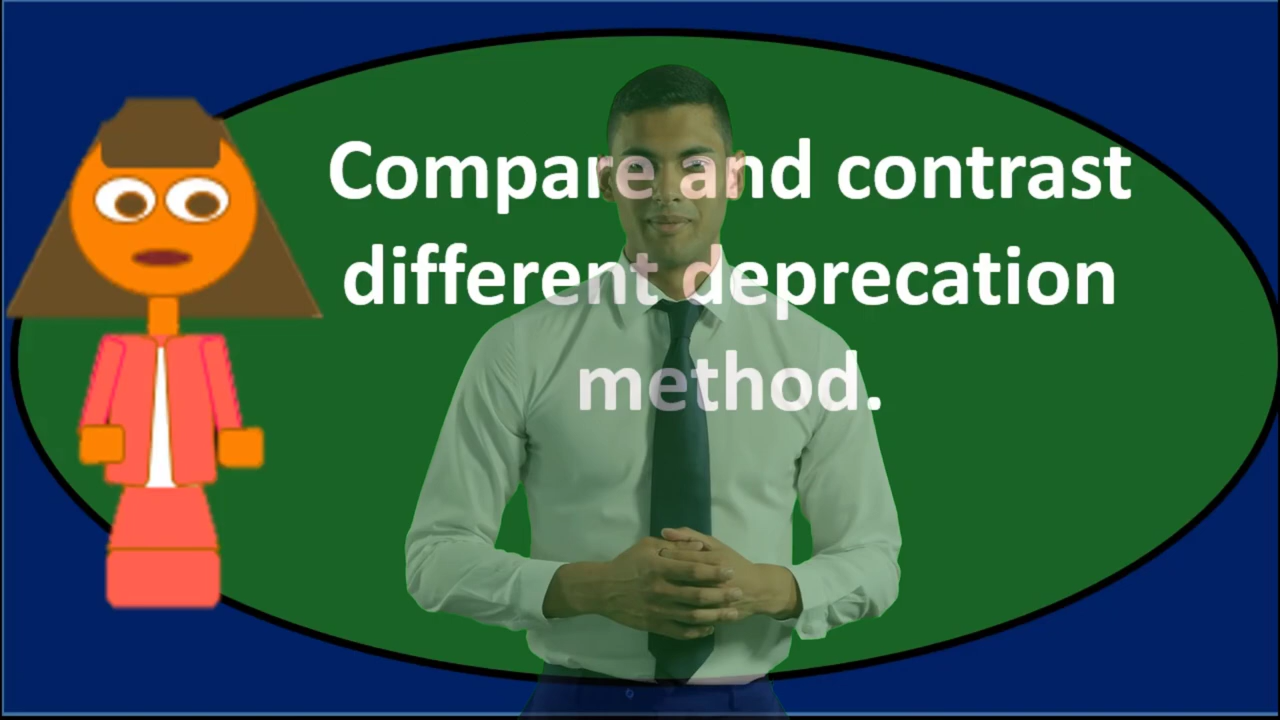 Compare and contrast
different deprecation
method.